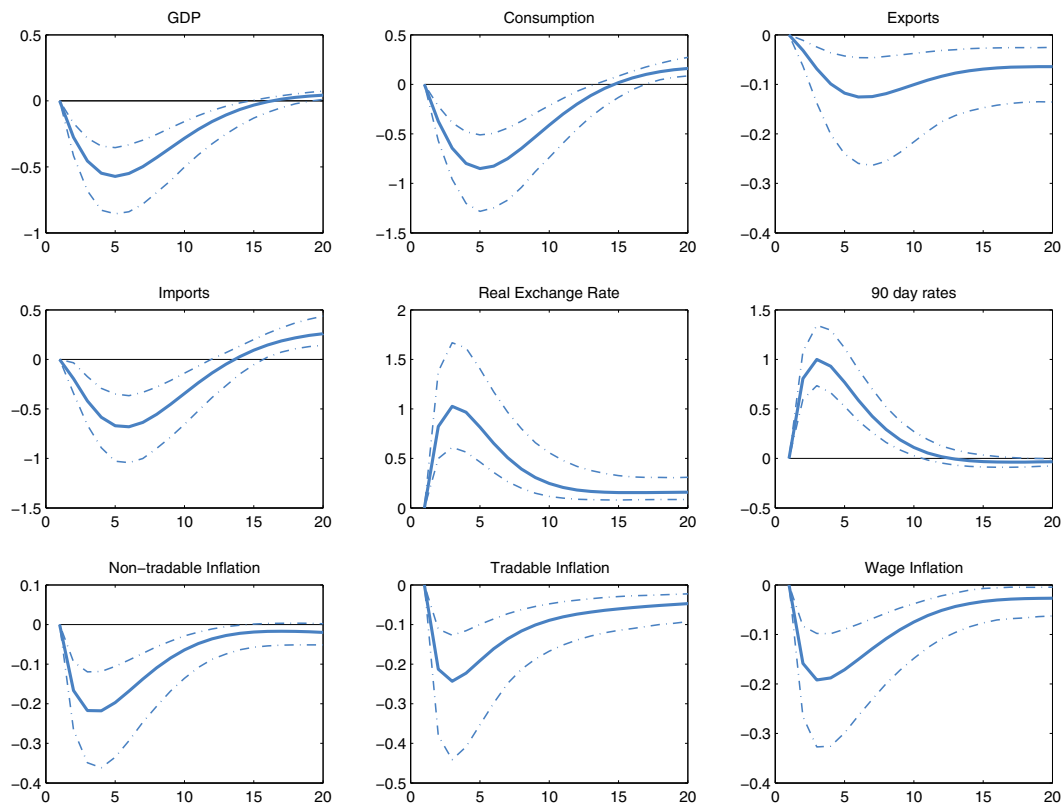 GDP
0.5
0
−0.5
−1
0 5 10 15 20
Consumption
0.5
0
−0.5
−1
−1.5
0 5 10 15 20
Exports
0
−0.1
−0.2
−0.3
−0.4
0 5 10 15 20
Imports
0.5
0
−0.5
−1
−1.5
0 5 10 15 20
Real Exchange Rate
2
1.5
1
0.5
0
0 5 10 15 20
90 day rates
1.5
1
0.5
0
−0.5
0 5 10 15 20
Non−tradable Inflation
0.1
0
−0.1
−0.2
−0.3
−0.4
0 5 10 15 20
Tradable Inflation
0
−0.1
−0.2
−0.3
−0.4
−0.5
0 5 10 15 20
Wage Inflation
0
−0.1
−0.2
−0.3
−0.4
0 5 10 15 20